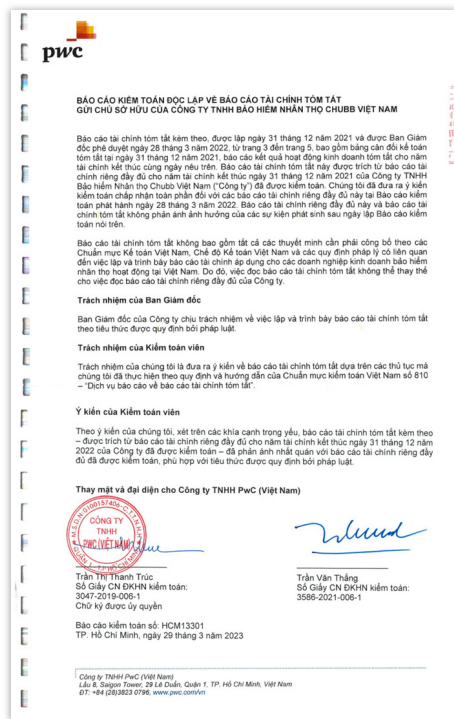 pwc
BÁO CÁO KIỂM TOÁN ĐỘC LẬP VỀ BÁO CÁO TÀI CHÍNH TÓM TẮT
GỬI CHỦ SỞ HỮU CỦA CÔNG TY TNHH BẢO HIỂM NHÂN THỌ CHUBB VIỆT NAM
Báo cáo tài chính tóm tắt kèm theo, được lập ngày 31 tháng 12 năm 2021 và được Ban Giám
đốc phê duyệt ngày 28 tháng 3 năm 2022, từ trang 3 đến trang 5, bao gồm bảng cân đối kế toán
tóm tắt tại ngày 31 tháng 12 năm 2021, báo cáo kết quả hoạt động kinh doanh tóm tắt cho năm
tài chính kết thúc cùng ngày nêu trên. Báo cáo tài chính tóm tắt này được trích từ báo cáo tài
chính riêng đầy đủ cho năm tài chính kết thúc ngày 31 tháng 12 năm 2021 của Công ty TNHH
Bảo hiểm Nhân thọ Chubb Việt Nam ("Công ty") đã được kiểm toán. Chúng tôi đã đưa ra ý kiến
kiểm toán chấp nhận toàn phần đối với các báo cáo tài chính riêng đầy đủ này tại Báo cáo kiểm
toán phát hành ngày 28 tháng 3 năm 2022. Báo cáo tài chính riêng đầy đủ này và báo cáo tài
chính tóm tắt không phản ánh ảnh hưởng của các sự kiện phát sinh sau ngày lập Báo cáo kiểm
toán nói trên.
Báo cáo tài chính tóm tắt không bao gồm tất cả các thuyết minh cần phải công bố theo các
Chuẩn mực Kế toán Việt Nam, Chế độ Kế toán Việt Nam và các quy định pháp lý có liên quan
đến việc lập và trình bày báo cáo tài chính áp dụng cho các doanh nghiệp kinh doanh bảo hiểm
nhân thọ hoạt động tại Việt Nam. Do đó, việc đọc báo cáo tài chính tóm tắt không thể thay thế
cho việc đọc báo cáo tài chính riêng đầy đủ của Công ty.
Trách nhiệm của Ban Giám đốc
Ban Giám đốc của Công ty chịu trách nhiệm về việc lập và trình bày báo cáo tài chính tóm tắt
theo tiêu thức được quy định bởi pháp luật.
Trách nhiệm của Kiểm toán viên
Trách nhiệm của chúng tôi là đưa ra ý kiến về báo cáo tài chính tóm tắt dựa trên các thủ tục mà
chúng tôi đã thực hiện theo quy định và hướng dẫn của Chuẩn mực kiểm toán Việt Nam số 810
– "Dịch vụ báo cáo về báo cáo tài chính tóm tắt".
Ý kiến của Kiểm toán viên
Theo ý kiến của chúng tôi, xét trên các khía cạnh trọng yếu, báo cáo tài chính tóm tắt kèm theo
– được trích từ báo cáo tài chính riêng đầy đủ cho năm tài chính kết thúc ngày 31 tháng 12 năm
2022 của Công ty đã được kiểm toán – đã phản ánh nhất quán với báo cáo tài chính riêng đầy
đủ đã được kiểm toán, phù hợp với tiêu thức được quy định bởi pháp luật.
Thay mặt và đại diện cho Công ty TNHH PwC (Việt Nam)
M.S.D.N:0100157406-C.T.T.N.H.H
CÔNG TY
TNHH
PWC (VIỆT NAM)
QUẬN 1 - T.P HỒ CHÍ MINH
Trần Thị Thanh Trúc
Số Giấy CN ĐKHN kiểm toán:
3047-2019-006-1
Chữ ký được ủy quyền
Trần Văn Thắng
Số Giấy CN ĐKHN kiểm toán:
3586-2021-006-1
Báo cáo kiểm toán số: HCM13301
TP. Hồ Chí Minh, ngày 29 tháng 3 năm 2023
Công ty TNHH PwC (Việt Nam)
Lầu 8, Saigon Tower, 29 Lê Duẩn, Quận 1, TP. Hồ Chí Minh, Việt Nam
ĐT: +84 (28)3823 0796, www.pwc.com/vn